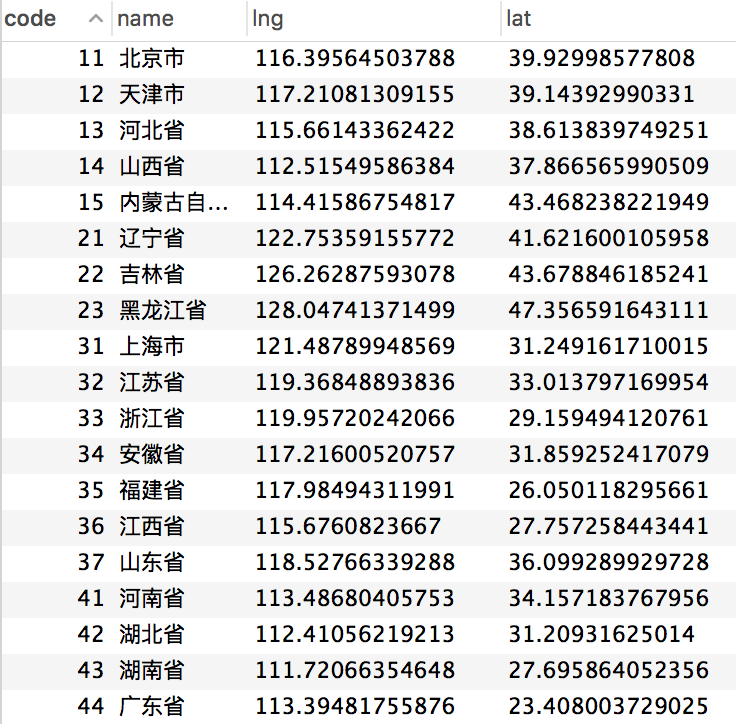 code name lng lat
11 北京市 116.39564503788 39.92998577808
12 天津市 117.21081309155 39.14392990331
13 河北省 115.66143362422 38.613839749251
14 山西省 112.51549586384 37.866565990509
15 内蒙古自... 114.41586754817 43.468238221949
21 辽宁省 122.75359155772 41.621600105958
22 吉林省 126.26287593078 43.678846185241
23 黑龙江省 128.04741371499 47.356591643111
31 上海市 121.48789948569 31.249161710015
32 江苏省 119.36848893836 33.013797169954
33 浙江省 119.95720242066 29.159494120761
34 安徽省 117.21600520757 31.859252417079
35 福建省 117.98494311991 26.050118295661
36 江西省 115.6760823667 27.757258443441
37 山东省 118.52766339288 36.099289929728
41 河南省 113.48680405753 34.157183767956
42 湖北省 112.41056219213 31.20931625014
43 湖南省 111.72066354648 27.695864052356
44 广东省 113.39481755876 23.408003729025